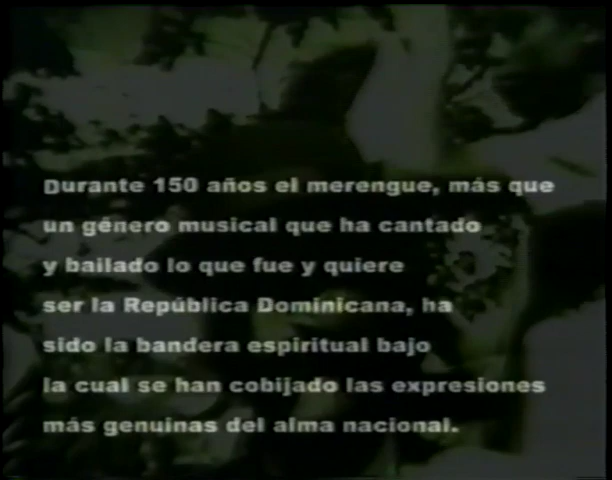 Durante 150 años el merengue, más que
un género musical que ha cantado
y bailado lo que fue y quiere
ser la República Dominicana, ha
sido la bandera espiritual bajo
la cual se han cobijado las expresiones
más genuinas del alma nacional.